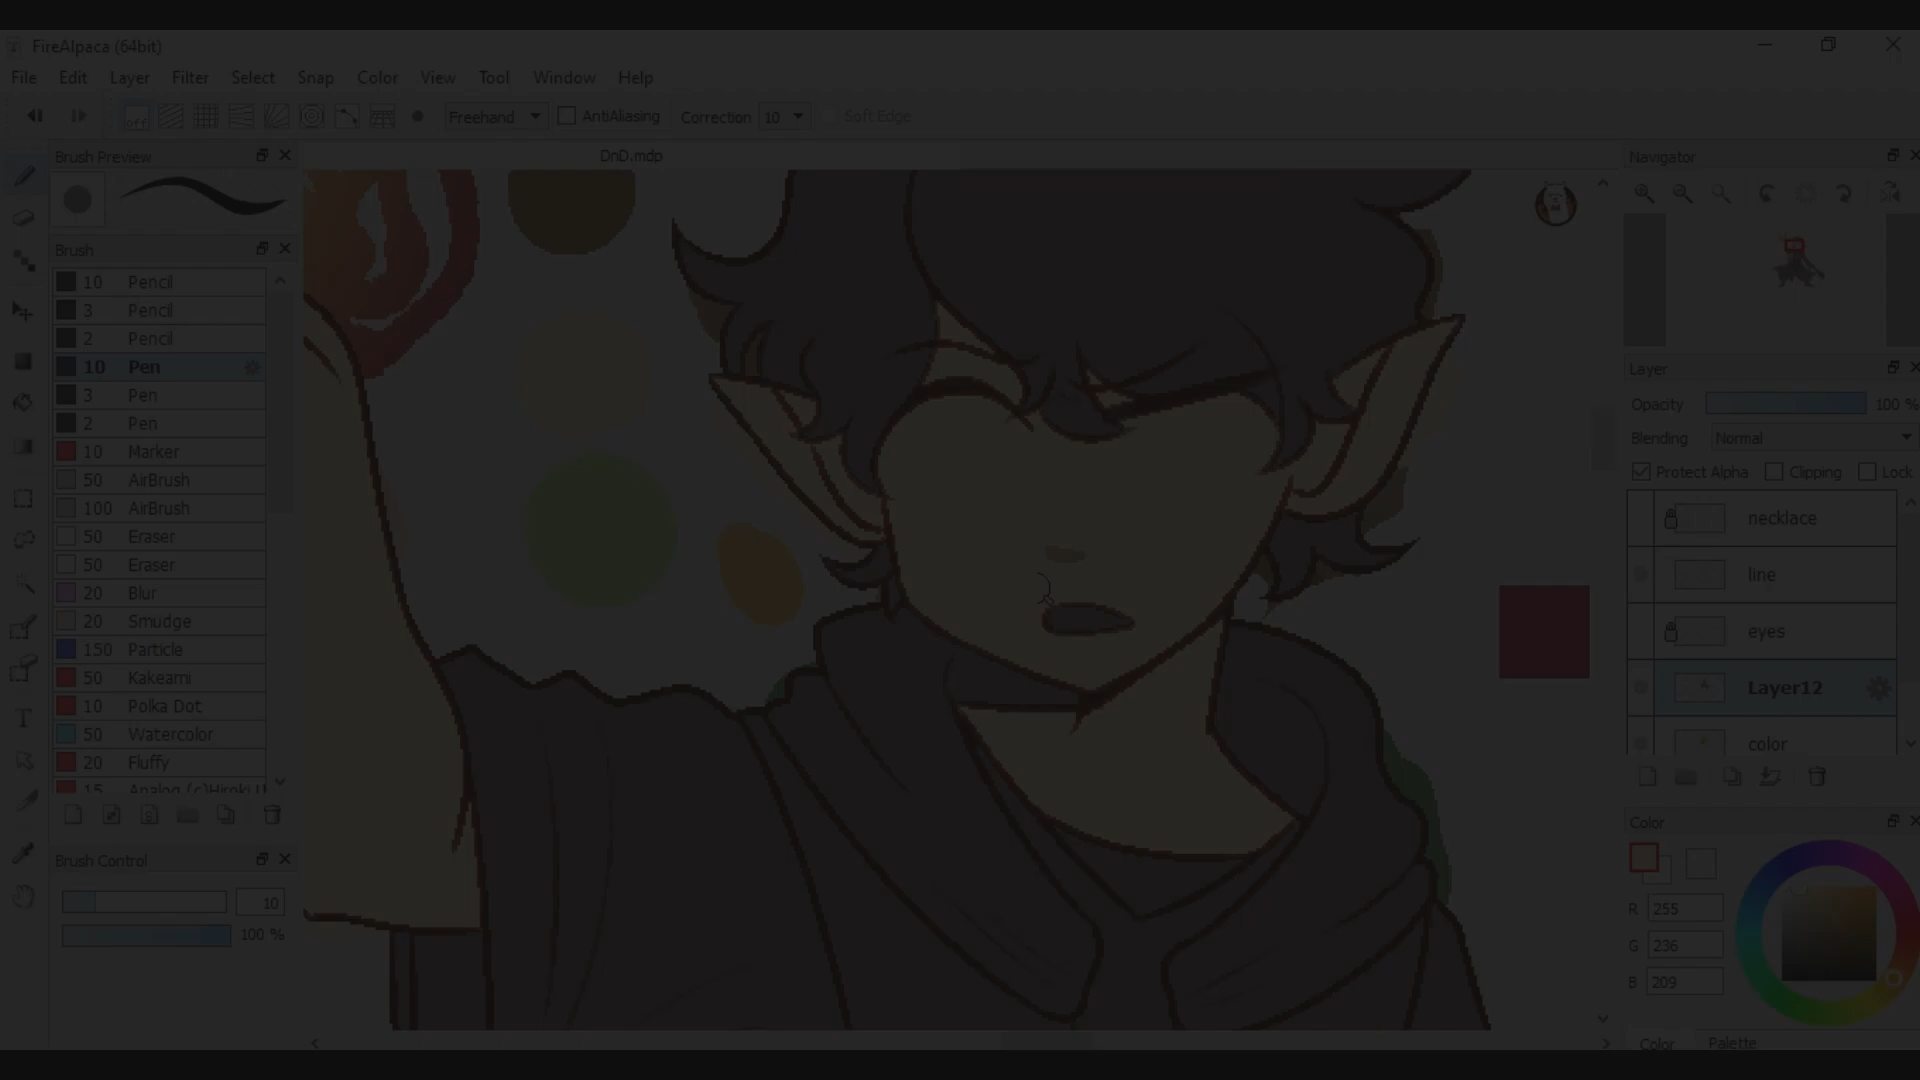 FireAlpaca (64bit)
File Edit Layer Filter Select Snap Color View Tool Window Help
off Freehand AntiAliasing Correction 10 Soft Edge
Brush Preview
DnD.mdp
Navigator
Brush
10 Pencil
3 Pencil
2 Pencil
10 Pen
3 Pen
2 Pen
10 Marker
50 AirBrush
100 AirBrush
50 Eraser
50 Eraser
20 Blur
20 Smudge
150 Particle
50 Kakeami
10 Polka Dot
50 Watercolor
20 Fluffy
15 Analog (c)Hiroki
Brush Control
10
100 %
Layer
Opacity 100 %
Blending Normal
Protect Alpha Clipping Lock
necklace
line
eyes
Layer12
color
Color
R 255
G 236
B 209
Color Palette